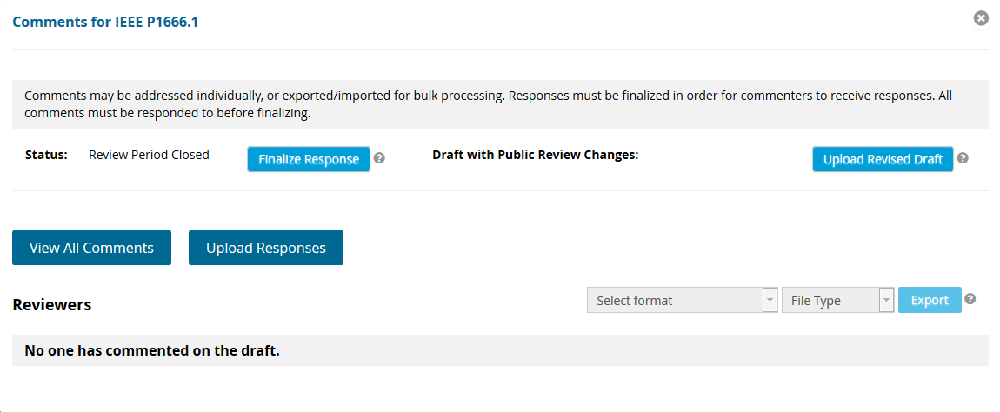 Comments for IEEE P1666.1
Comments may be addressed individually, or exported/imported for bulk processing. Responses must be finalized in order for commenters to receive responses. All
comments must be responded to before finalizing.
Status: Review Period Closed Finalize Response ? Draft with Public Review Changes: Upload Revised Draft ?
View All Comments Upload Responses
Reviewers Select format File Type Export ?
No one has commented on the draft.